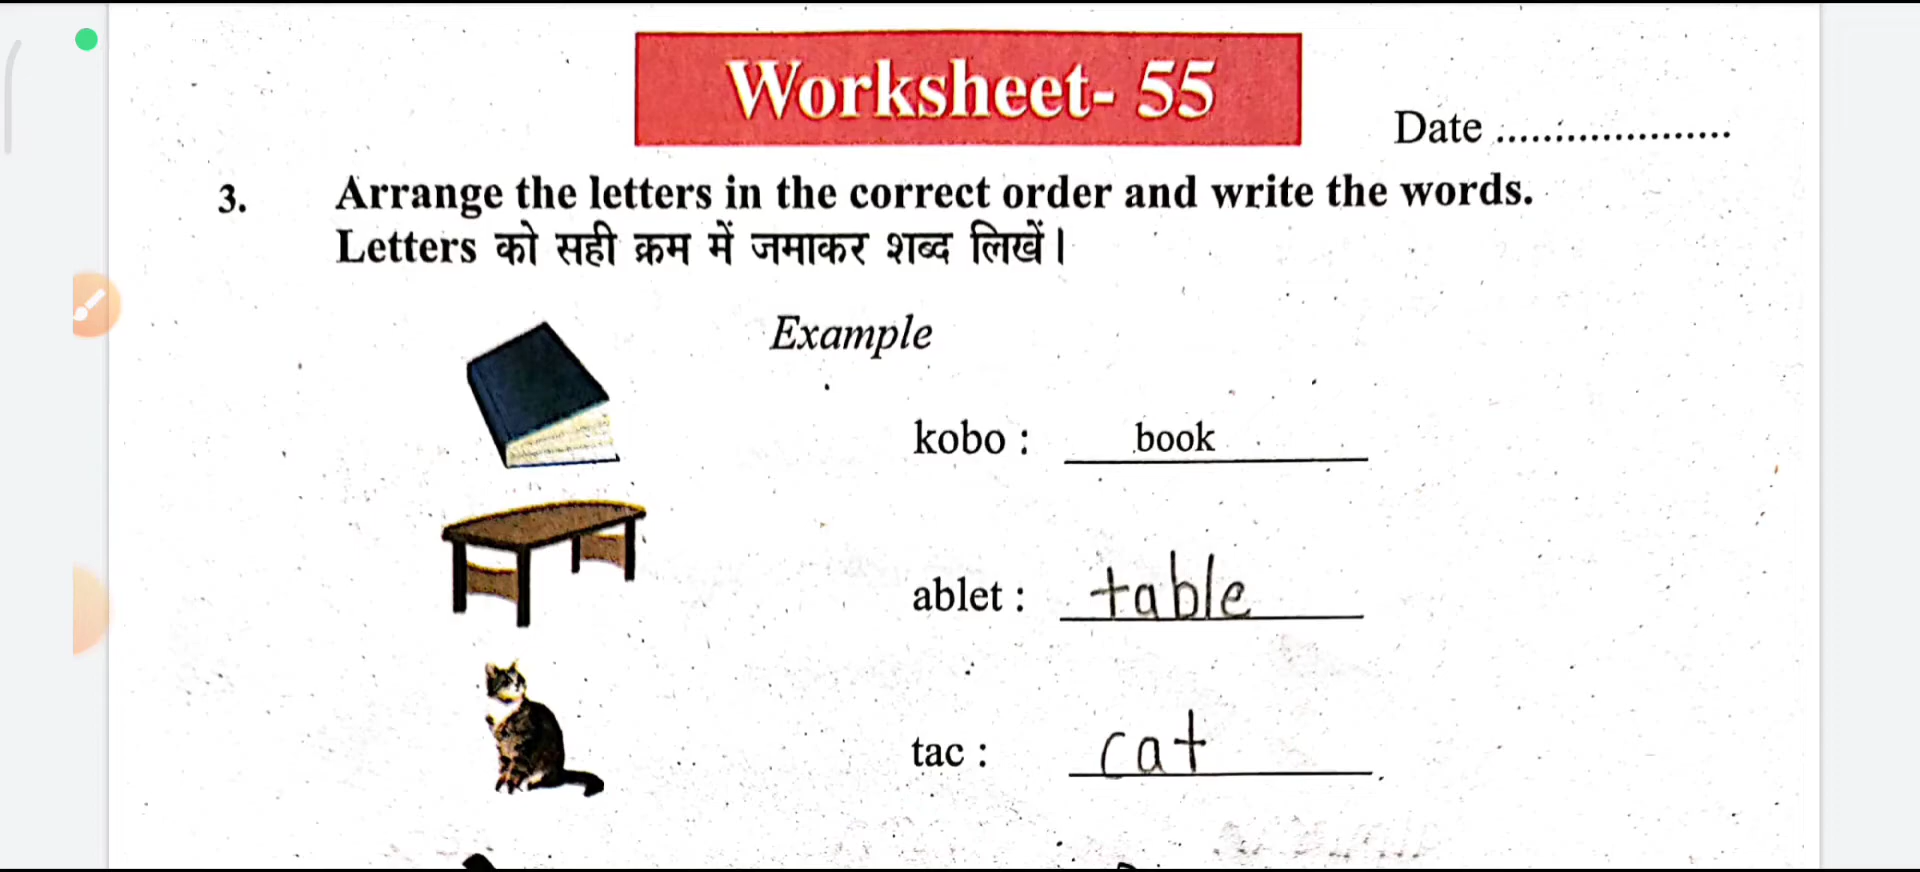 Worksheet- 55
Date .....................
3. Arrange the letters in the correct order and write the words.
Letters को सही क्रम में जमाकर शब्द लिखें।
Example
kobo : book
ablet : table
tac : cat